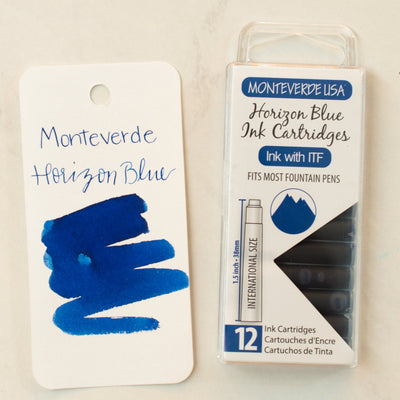 Monteverde
Horizon Blue
MONTEVERDE USA
Horizon Blue
Ink Cartridges
Ink with ITF
FITS MOST FOUNTAIN PENS
1.5 inch - 38mm
INTERNATIONAL SIZE
12 Ink Cartridges
Cartouches d'Encre
Cartuchos de Tinta